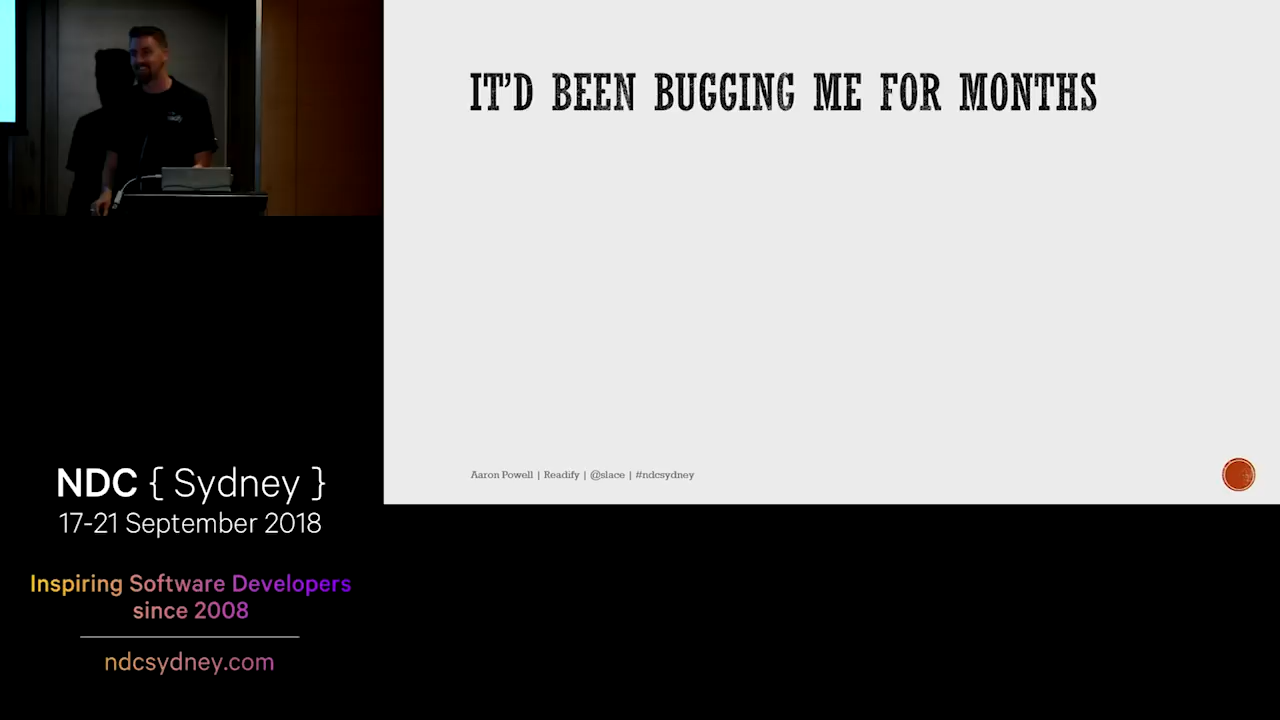 IT'D BEEN BUGGING ME FOR MONTHS
Aaron Powell | Readify | @slace | #ndcsydney
NDC { Sydney }
17-21 September 2018
Inspiring Software Developers
since 2008
ndcsydney.com